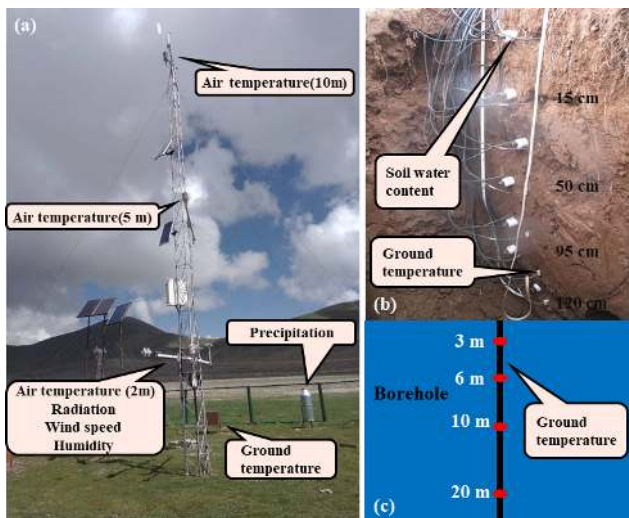 (a)
Air temperature(10m)
Air temperature(5 m)
Precipitation
Air temperature (2m)
Radiation
Wind speed
Humidity
Ground
temperature
15 cm
Soil water
content
50 cm
Ground
temperature
95 cm
(b)
120 cm
3 m
6 m
Borehole
10 m
Ground
temperature
20 m
(c)